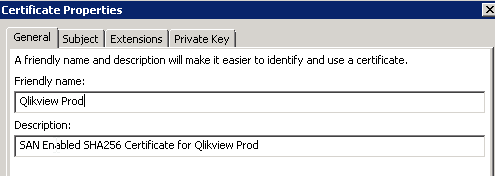 Certificate Properties
General Subject Extensions Private Key
A friendly name and description will make it easier to identify and use a certificate.
Friendly name:
Qlikview Prod
Description:
SAN Enabled SHA256 Certificate for Qlikview Prod